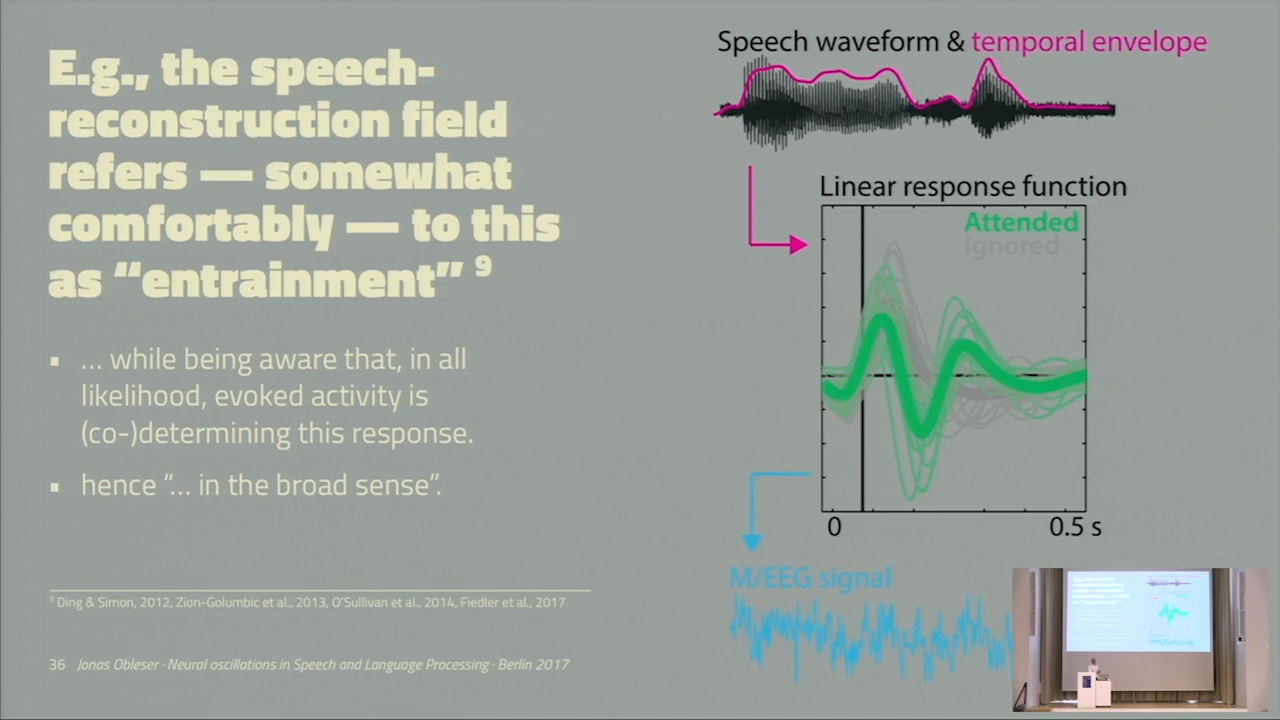 E.g., the speech-
reconstruction field
refers — somewhat
comfortably — to this
as “entrainment” 9
▪ ... while being aware that, in all
likelihood, evoked activity is
(co-)determining this response.
▪ hence “... in the broad sense”.
9 Ding & Simon, 2012, Zion-Golumbic et al., 2013, O'Sullivan et al., 2014, Fiedler et al., 2017
36 Jonas Obleser · Neural oscillations in Speech and Language Processing · Berlin 2017
Speech waveform & temporal envelope
Linear response function
Attended
Ignored
0 0.5 s
M/EEG signal